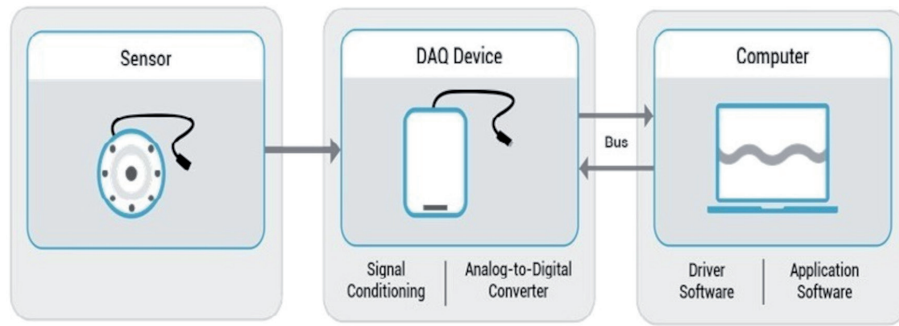 Sensor
DAQ Device
Computer
Bus
Signal
Conditioning
Analog-to-Digital
Converter
Driver
Software
Application
Software